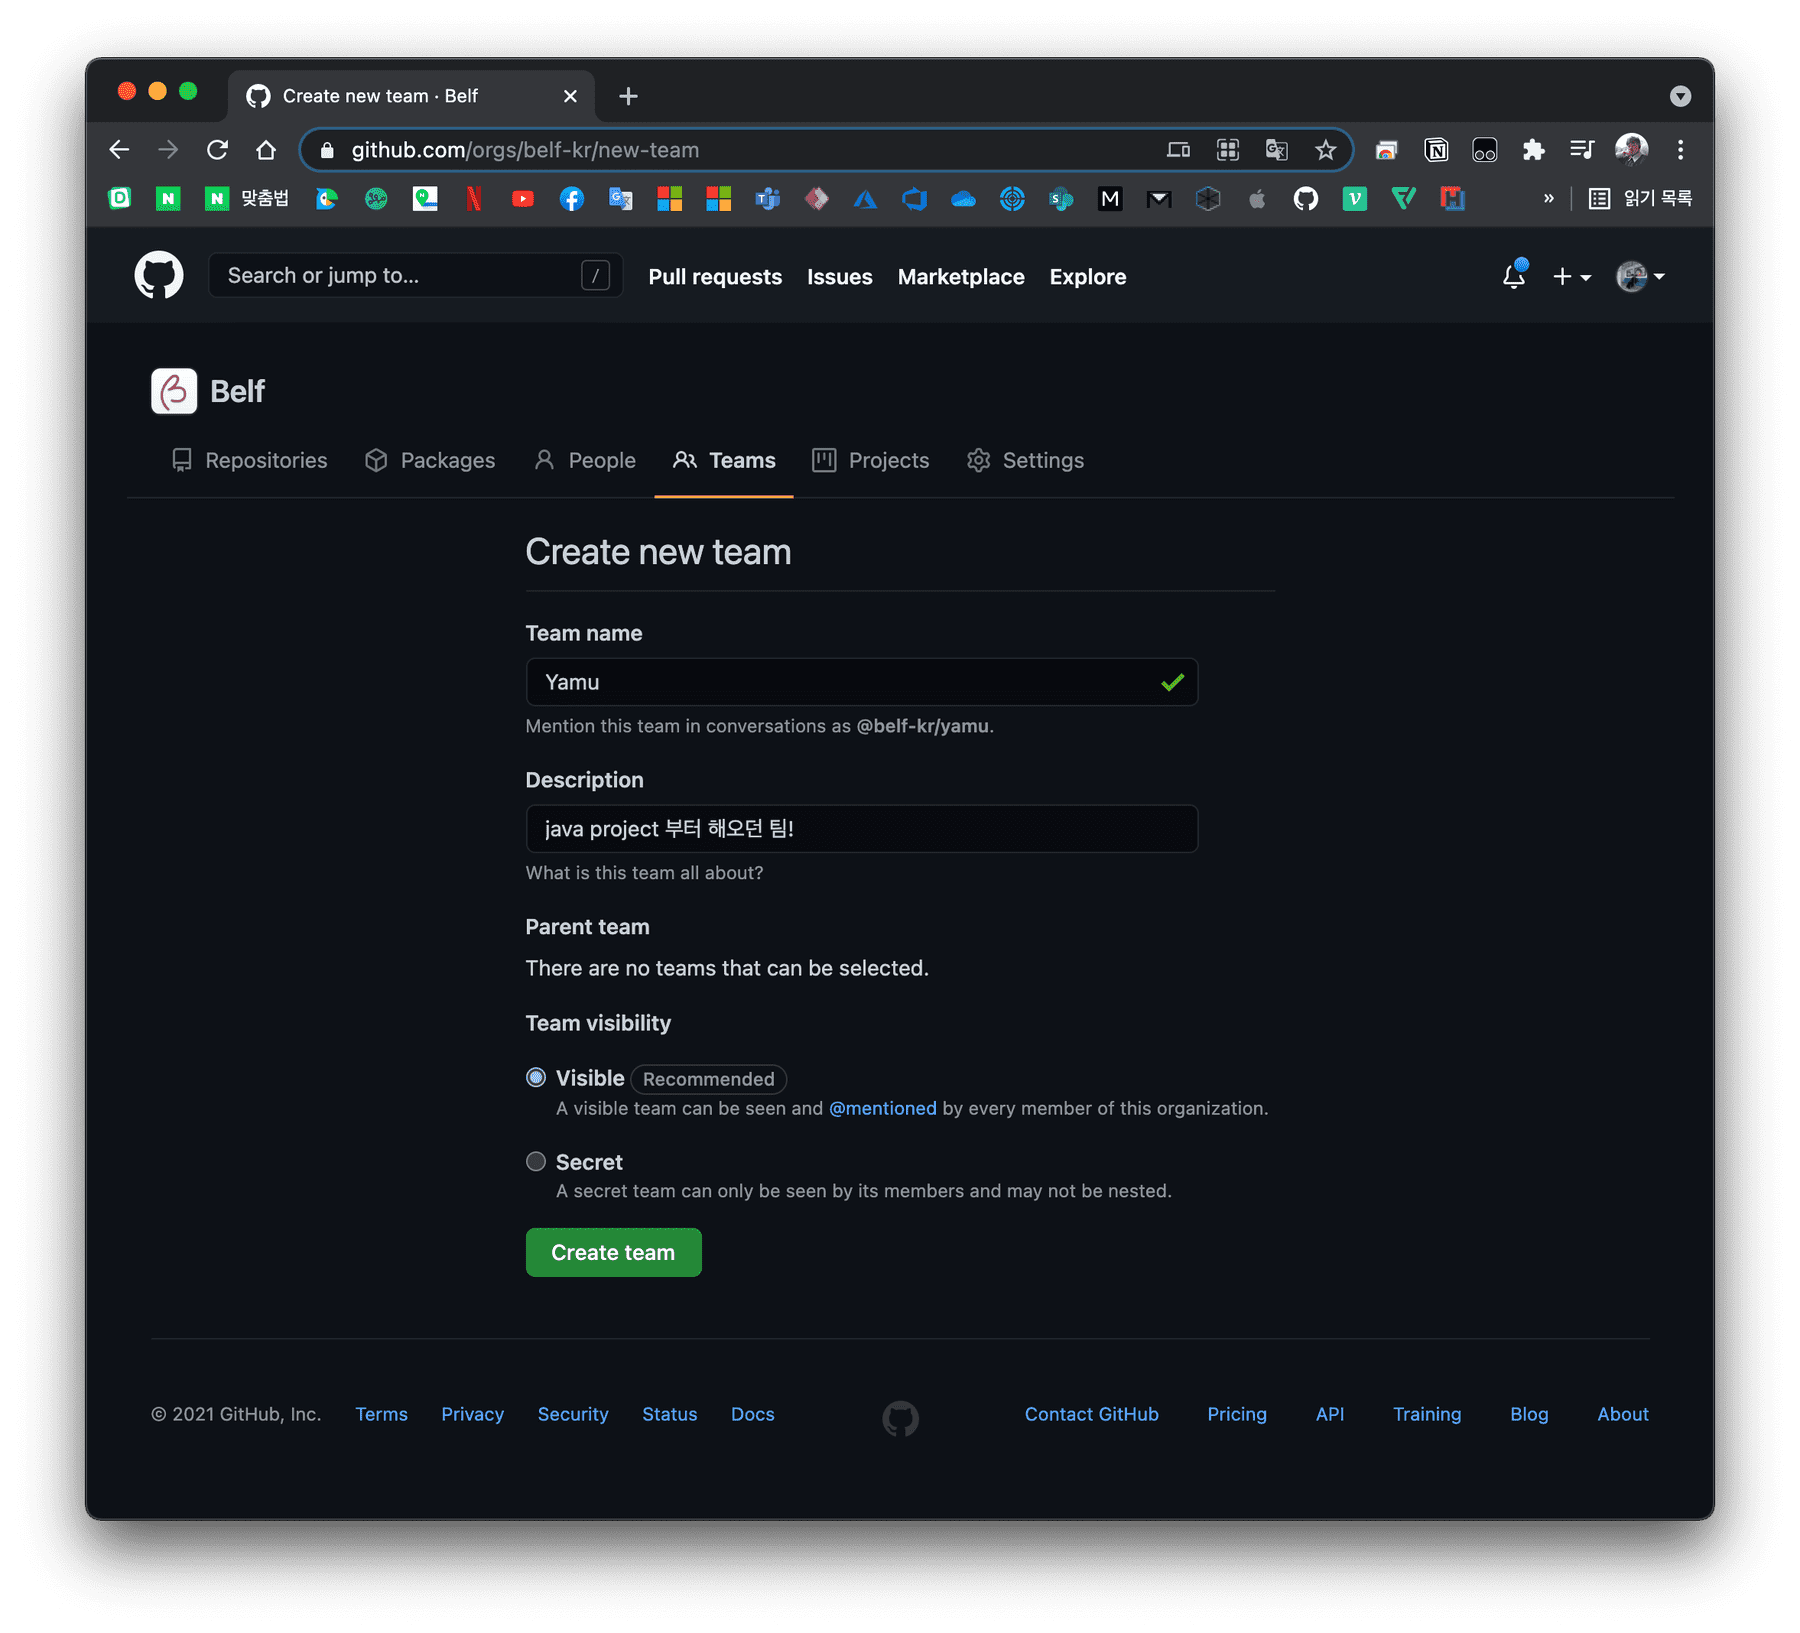 Create new team · Belf
github.com/orgs/belf-kr/new-team
맞춤법
읽기 목록
Search or jump to... /
Pull requests Issues Marketplace Explore
Belf
Repositories Packages People Teams Projects Settings
Create new team
Team name
Yamu
Mention this team in conversations as @belf-kr/yamu.
Description
java project 부터 해오던 팀!
What is this team all about?
Parent team
There are no teams that can be selected.
Team visibility
Visible Recommended
A visible team can be seen and @mentioned by every member of this organization.
Secret
A secret team can only be seen by its members and may not be nested.
Create team
© 2021 GitHub, Inc. Terms Privacy Security Status Docs Contact GitHub Pricing API Training Blog About